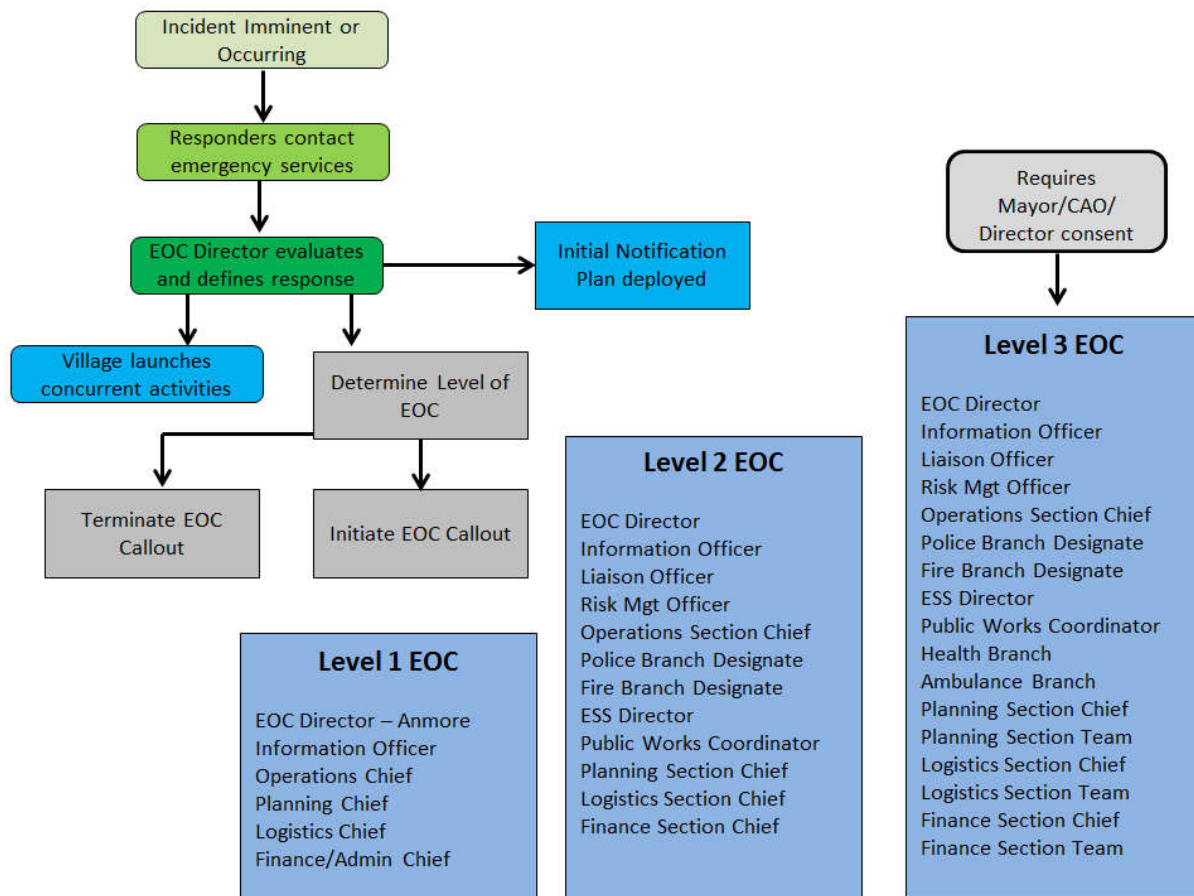 Incident Imminent or
Occurring
Responders contact
emergency services
EOC Director evaluates
and defines response
Initial Notification
Plan deployed
Village launches
concurrent activities
Determine Level of
EOC
Terminate EOC
Callout
Initiate EOC Callout
Level 1 EOC
EOC Director – Anmore
Information Officer
Operations Chief
Planning Chief
Logistics Chief
Finance/Admin Chief
Level 2 EOC
EOC Director
Information Officer
Liaison Officer
Risk Mgt Officer
Operations Section Chief
Police Branch Designate
Fire Branch Designate
ESS Director
Public Works Coordinator
Planning Section Chief
Logistics Section Chief
Finance Section Chief
Requires
Mayor/CAO/
Director consent
Level 3 EOC
EOC Director
Information Officer
Liaison Officer
Risk Mgt Officer
Operations Section Chief
Police Branch Designate
Fire Branch Designate
ESS Director
Public Works Coordinator
Health Branch
Ambulance Branch
Planning Section Chief
Planning Section Team
Logistics Section Chief
Logistics Section Team
Finance Section Chief
Finance Section Team